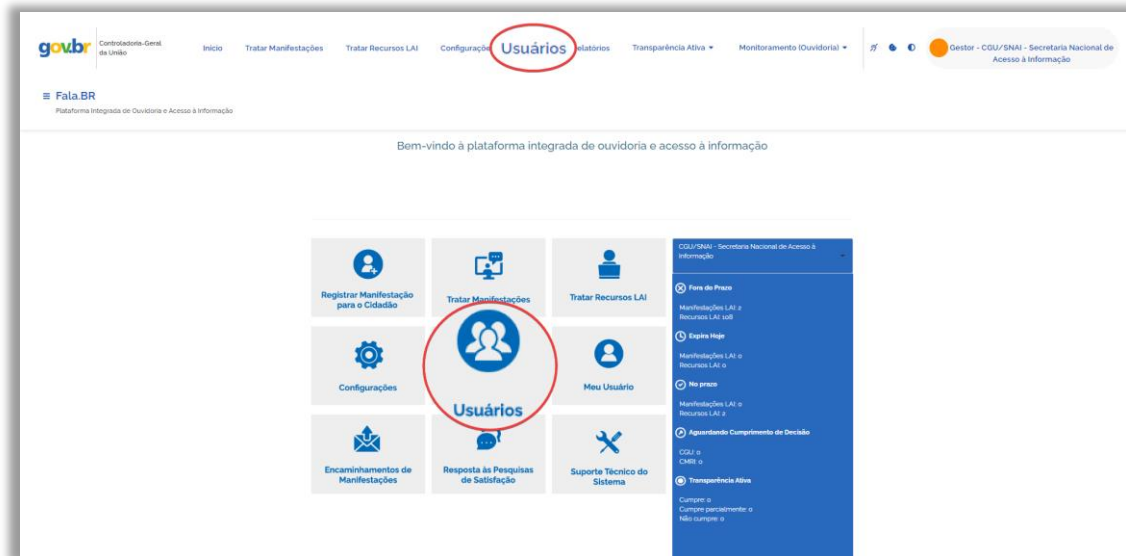 gov.br
Controladoria-Geral
da União
Início
Tratar Manifestações
Tratar Recursos LAI
Configuraçõe
Usuários
elatórios
Transparência Ativa
Monitoramento (Ouvidoria)
Gestor - CGU/SNAI - Secretaria Nacional de
Acesso à Informação
Fala.BR
Plataforma Integrada de Ouvidoria e Acesso à Informação
Bem-vindo à plataforma integrada de ouvidoria e acesso à informação
Registrar Manifestação
para o Cidadão
Tratar Manifestações
Tratar Recursos LAI
Configurações
Usuários
Meu Usuário
Encaminhamentos de
Manifestações
Resposta às Pesquisas
de Satisfação
Suporte Técnico do
Sistema
CGU/SNAI - Secretaria Nacional de Acesso à
Informação
Fora do Prazo
Manifestações LAI: 2
Recursos LAI: 108
Expira Hoje
Manifestações LAI: 0
Recursos LAI: 0
No prazo
Manifestações LAI: 0
Recursos LAI: 2
Aguardando Cumprimento de Decisão
CGU: 0
CMRI: 0
Transparência Ativa
Cumpre: 0
Cumpre parcialmente: 0
Não cumpre: 0